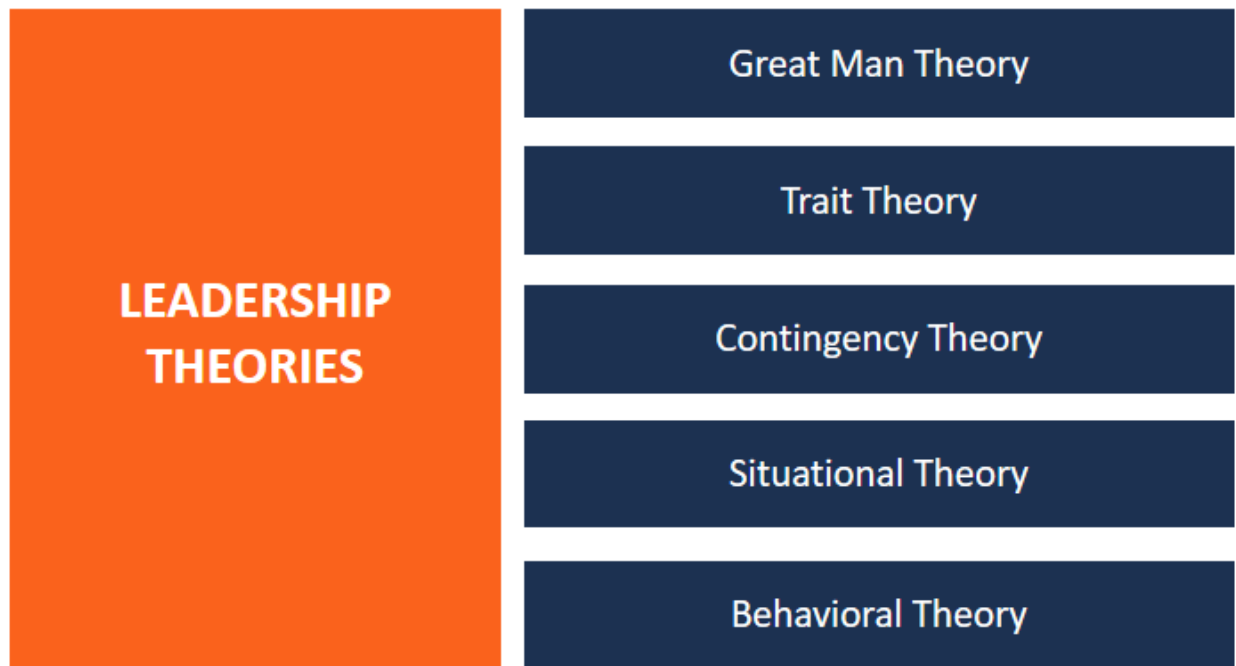 LEADERSHIP
THEORIES
Great Man Theory
Trait Theory
Contingency Theory
Situational Theory
Behavioral Theory